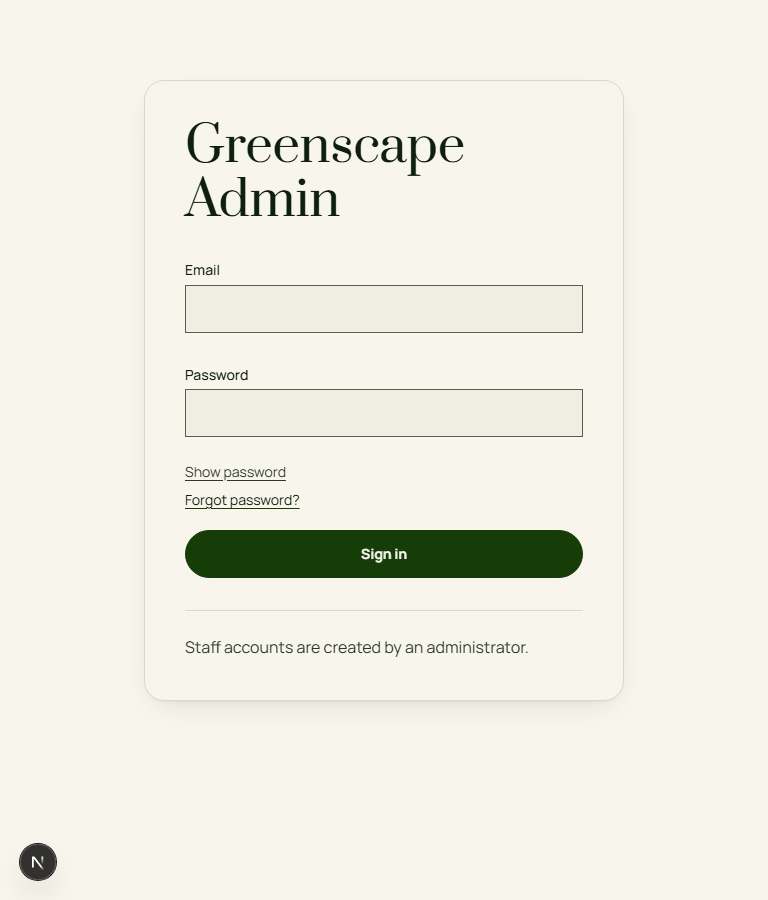 Greenscape
Admin
Email
Password
Show password
Forgot password?
Sign in
Staff accounts are created by an administrator.
N